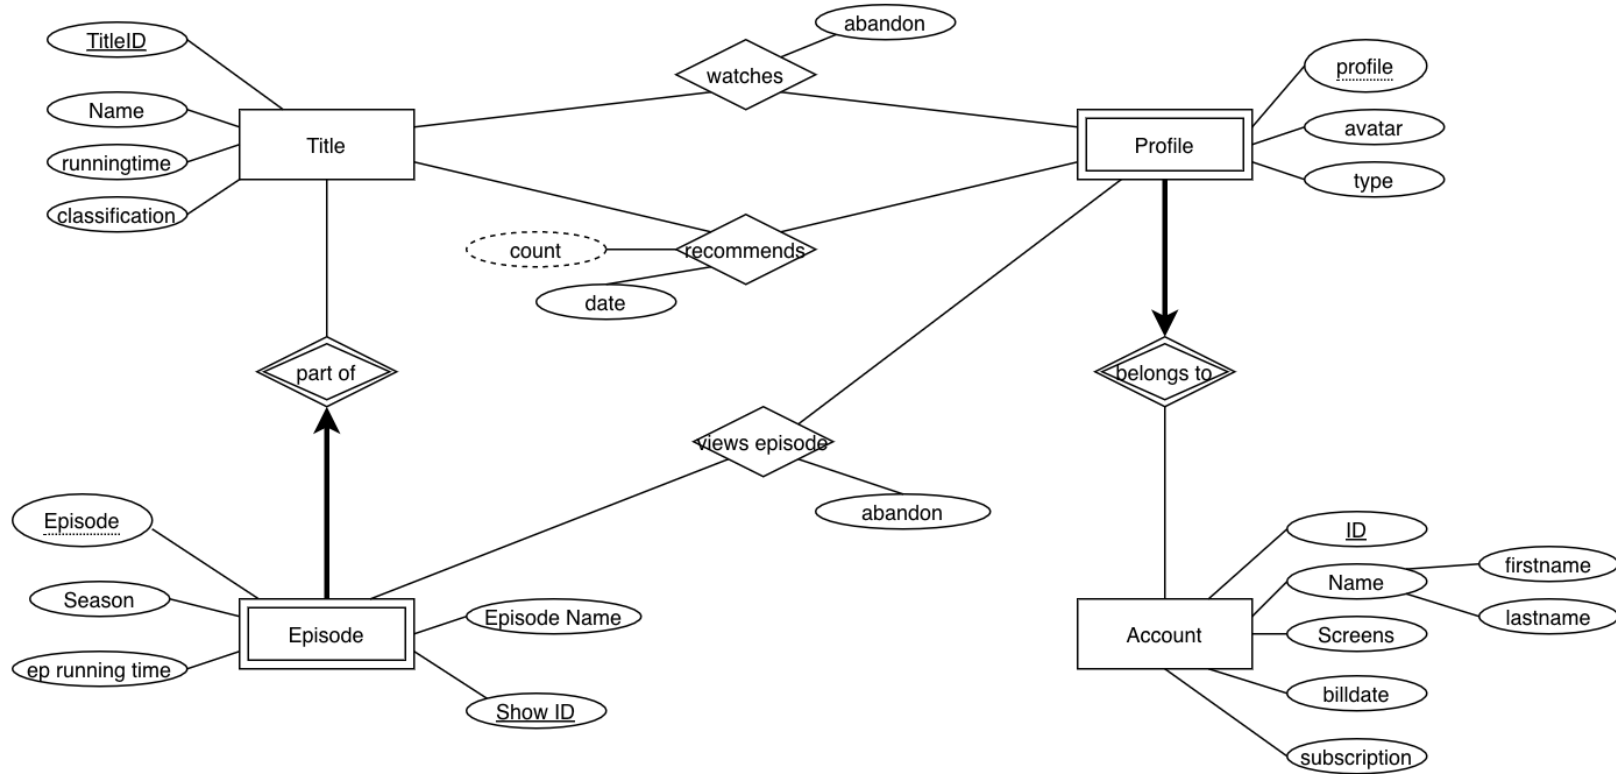 abandon
TitleID
watches
profile
Name
Title
Profile
avatar
runningtime
type
classification
count
recommends
date
part of
belongs to
views episode
abandon
Episode
ID
firstname
Name
Season
Episode Name
lastname
Episode
Account
Screens
ep running time
billdate
Show ID
subscription